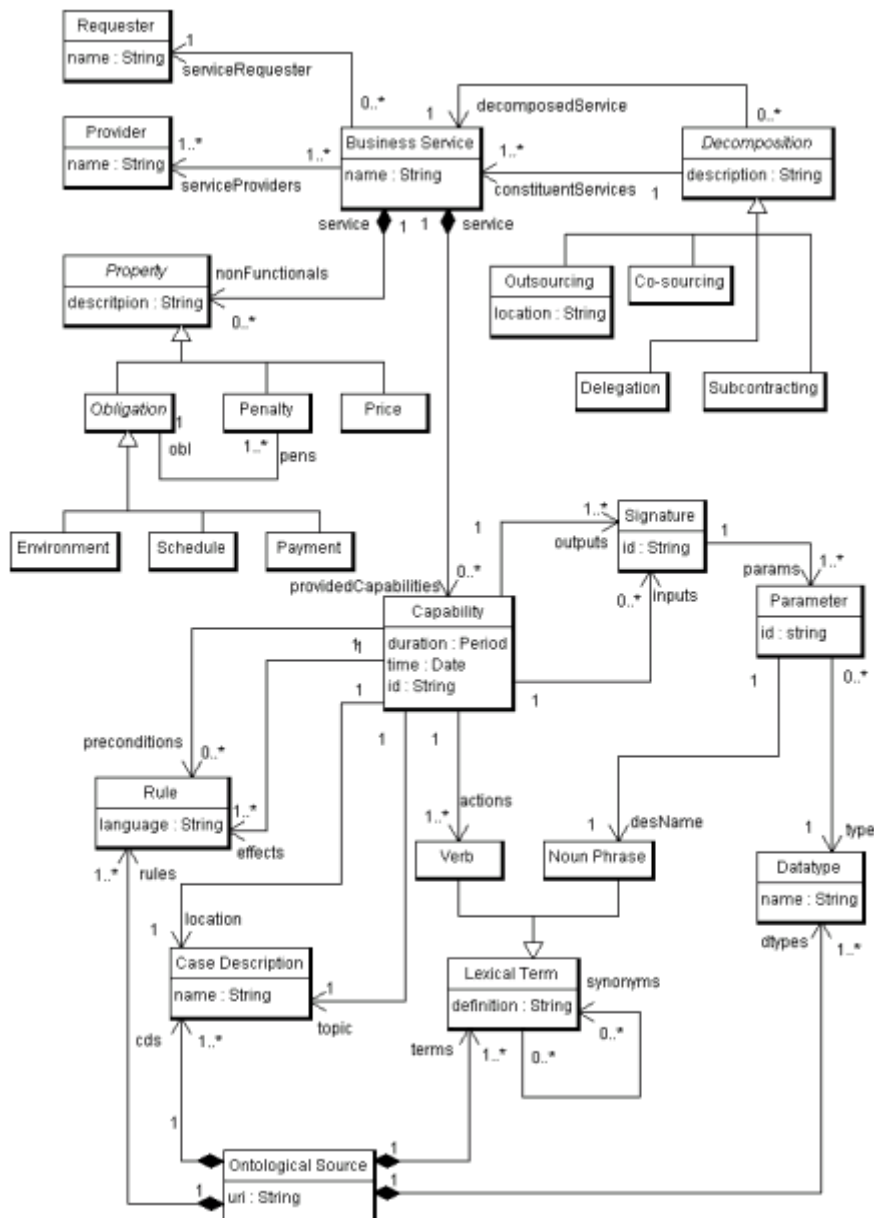 Requester
name : String
1
serviceRequester
0..*
Provider
name : String
1..*
serviceProviders
1..*
Business Service
name : String
1
decomposedService
0..*
1..*
constituentServices
1
Decomposition
description : String
service
1
1
service
Property
descritpion : String
nonFunctionals
0..*
Outsourcing
location : String
Co-sourcing
Delegation
Subcontracting
Obligation
Penalty
Price
1
obl
1..*
pens
Environment
Schedule
Payment
providedCapabilities
0..*
1
1..*
outputs
Signature
id : String
1
params
1..*
0..*
inputs
Capability
duration : Period
time : Date
id : String
1
Parameter
id : string
1
1
1
1
1
1
0..*
preconditions
0..*
Rule
language : String
1..*
effects
1..*
rules
actions
1..*
Verb
1
desName
Noun Phrase
1
type
Datatype
name : String
dtypes
1..*
location
1
Case Description
name : String
1
topic
cds
1..*
Lexical Term
definition : String
synonyms
0..*
0..*
terms
1..*
1
1
1
1
Ontological Source
uri : String